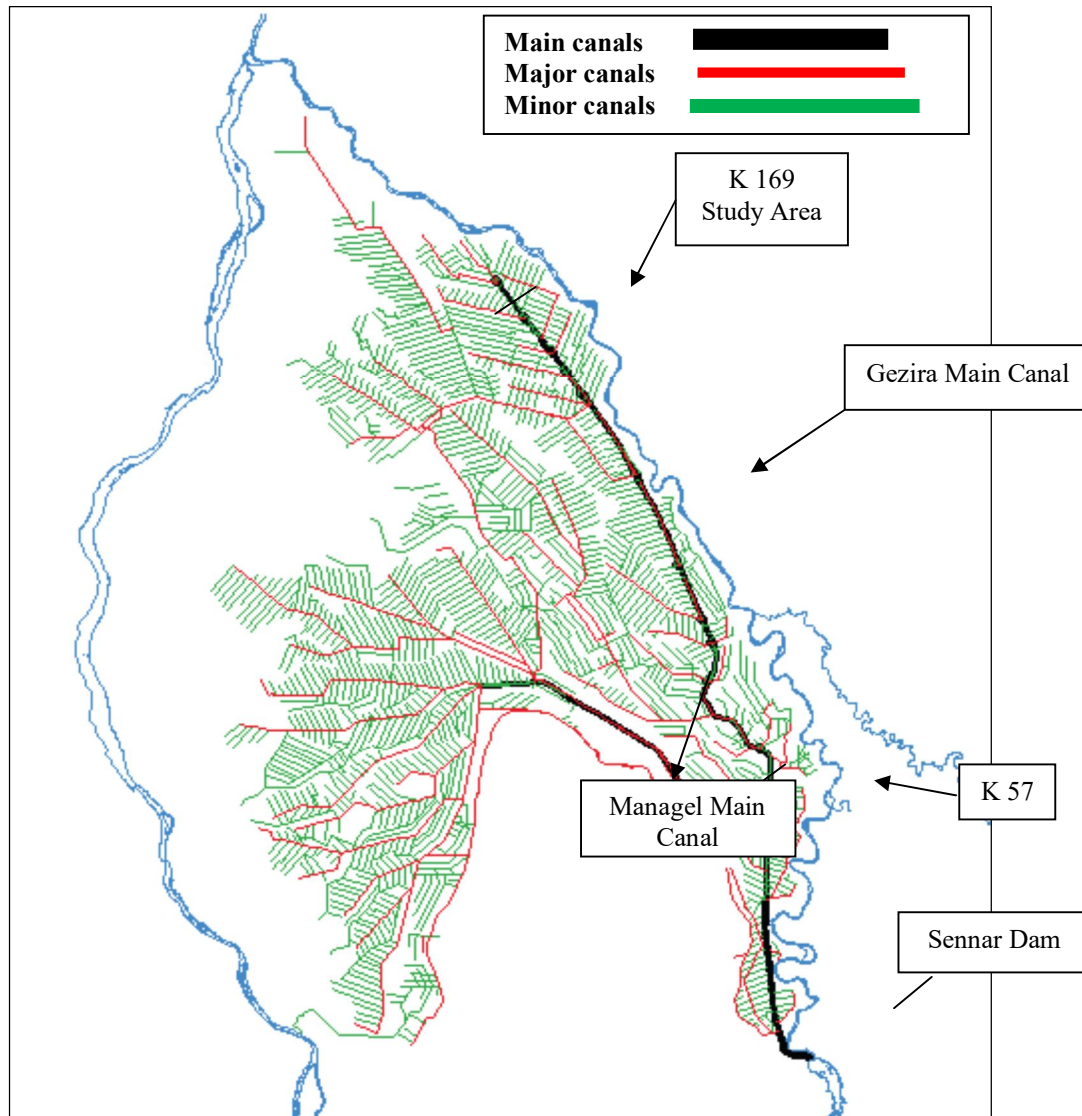 Main canals
Major canals
Minor canals
K 169
Study Area
Gezira Main Canal
Managel Main
Canal
K 57
Sennar Dam